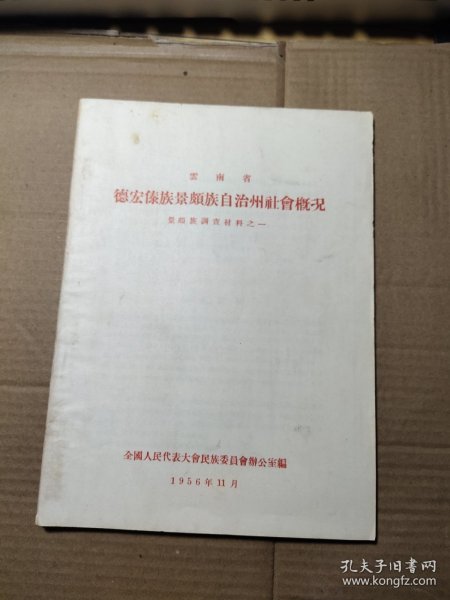 雲南省
德宏傣族景頗族自治州社會概况
景頗族調查材料之一
全國人民代表大會民族委員會辦公室編
1956年11月
孔夫子旧书网
www.kongfz.com